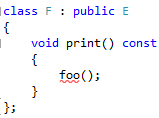 class F : public E
{
    void print() const
    {
        foo();
    }
};